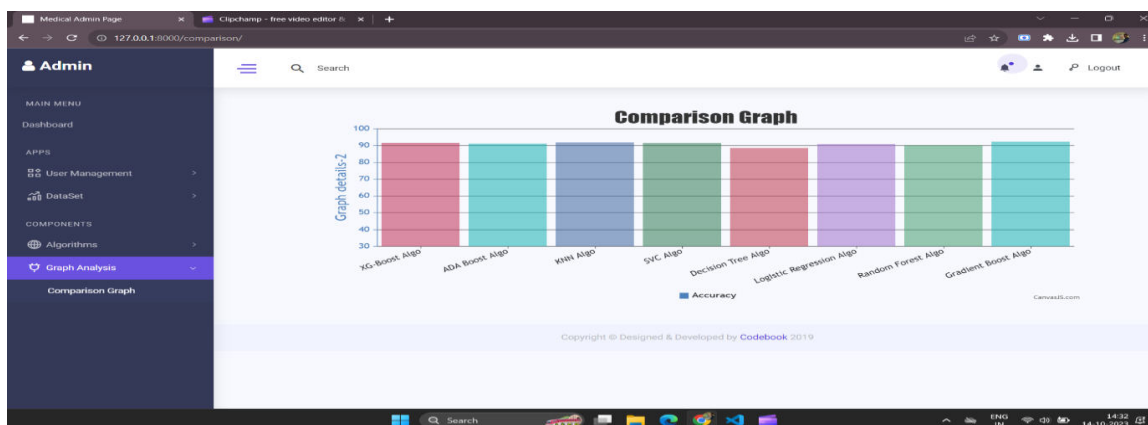 Medical Admin Page
Clipchamp - free video editor &
127.0.0.1:8000/comparison/
Admin
Search
Logout
MAIN MENU
Dashboard
APPS
User Management
DataSet
COMPONENTS
Algorithms
Graph Analysis
Comparison Graph
Comparison Graph
Graph details-2
100
90
80
70
60
50
40
30
XG-Boost Algo
ADA Boost Algo
KNN Algo
SVC Algo
Decision Tree Algo
Logistic Regression Algo
Random Forest Algo
Gradient Boost Algo
Accuracy
CanvasJS.com
Copyright © Designed & Developed by Codebook 2019
Search
ENG
IN
14:32
14-10-2023